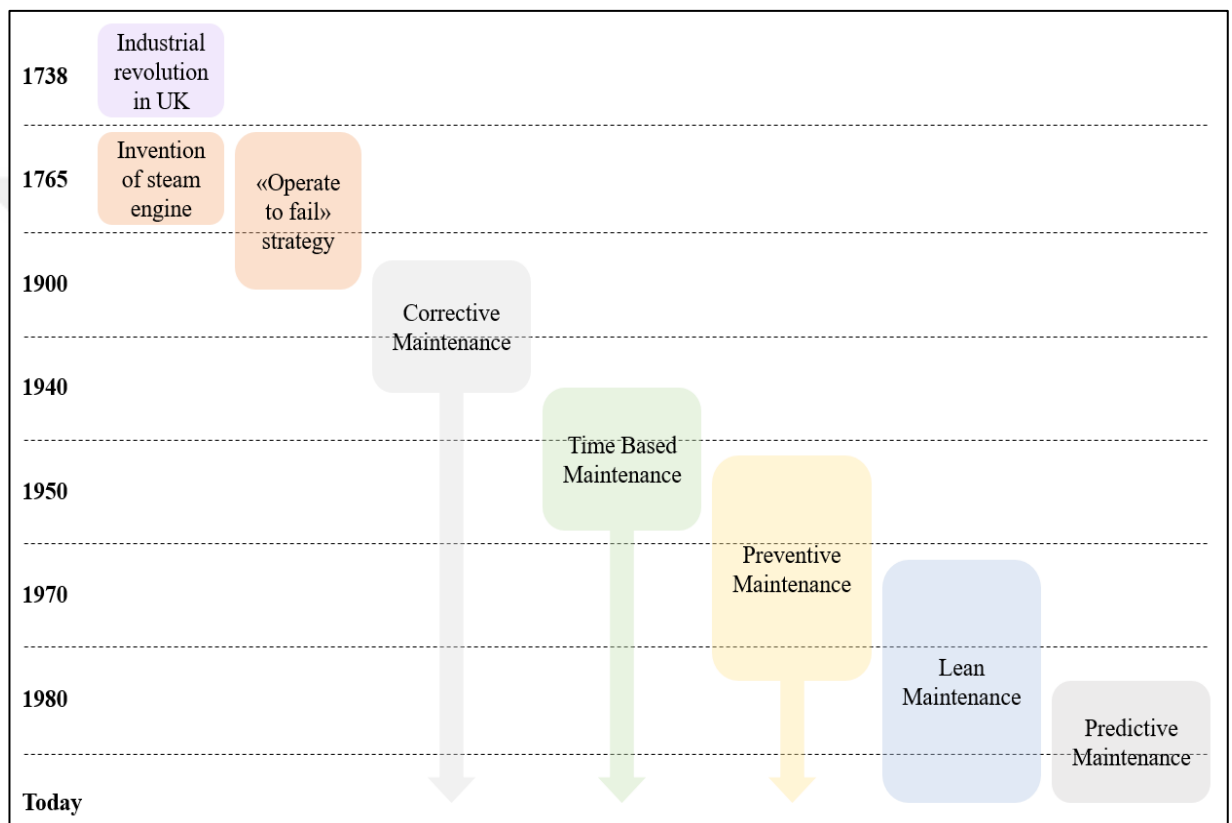 1738
Industrial
revolution
in UK
1765
Invention
of steam
engine
«Operate
to fail»
strategy
1900
Corrective
Maintenance
1940
Time Based
Maintenance
1950
Preventive
Maintenance
1970
Lean
Maintenance
1980
Predictive
Maintenance
Today